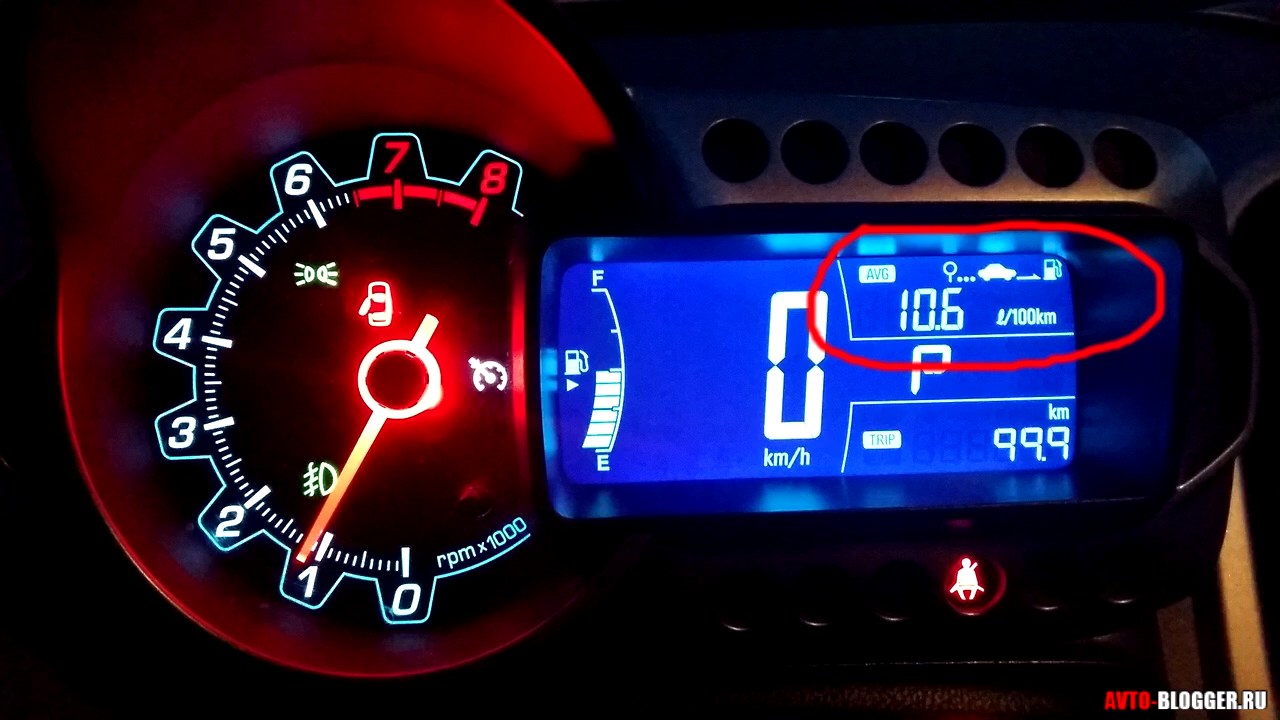 7
8
6
5
4
3
2
1
0
rpm x 1000
F
E
0
km/h
AVG
10.6 ℓ/100km
P
km
TRIP 99.9
AVTO-BLOGGER.RU